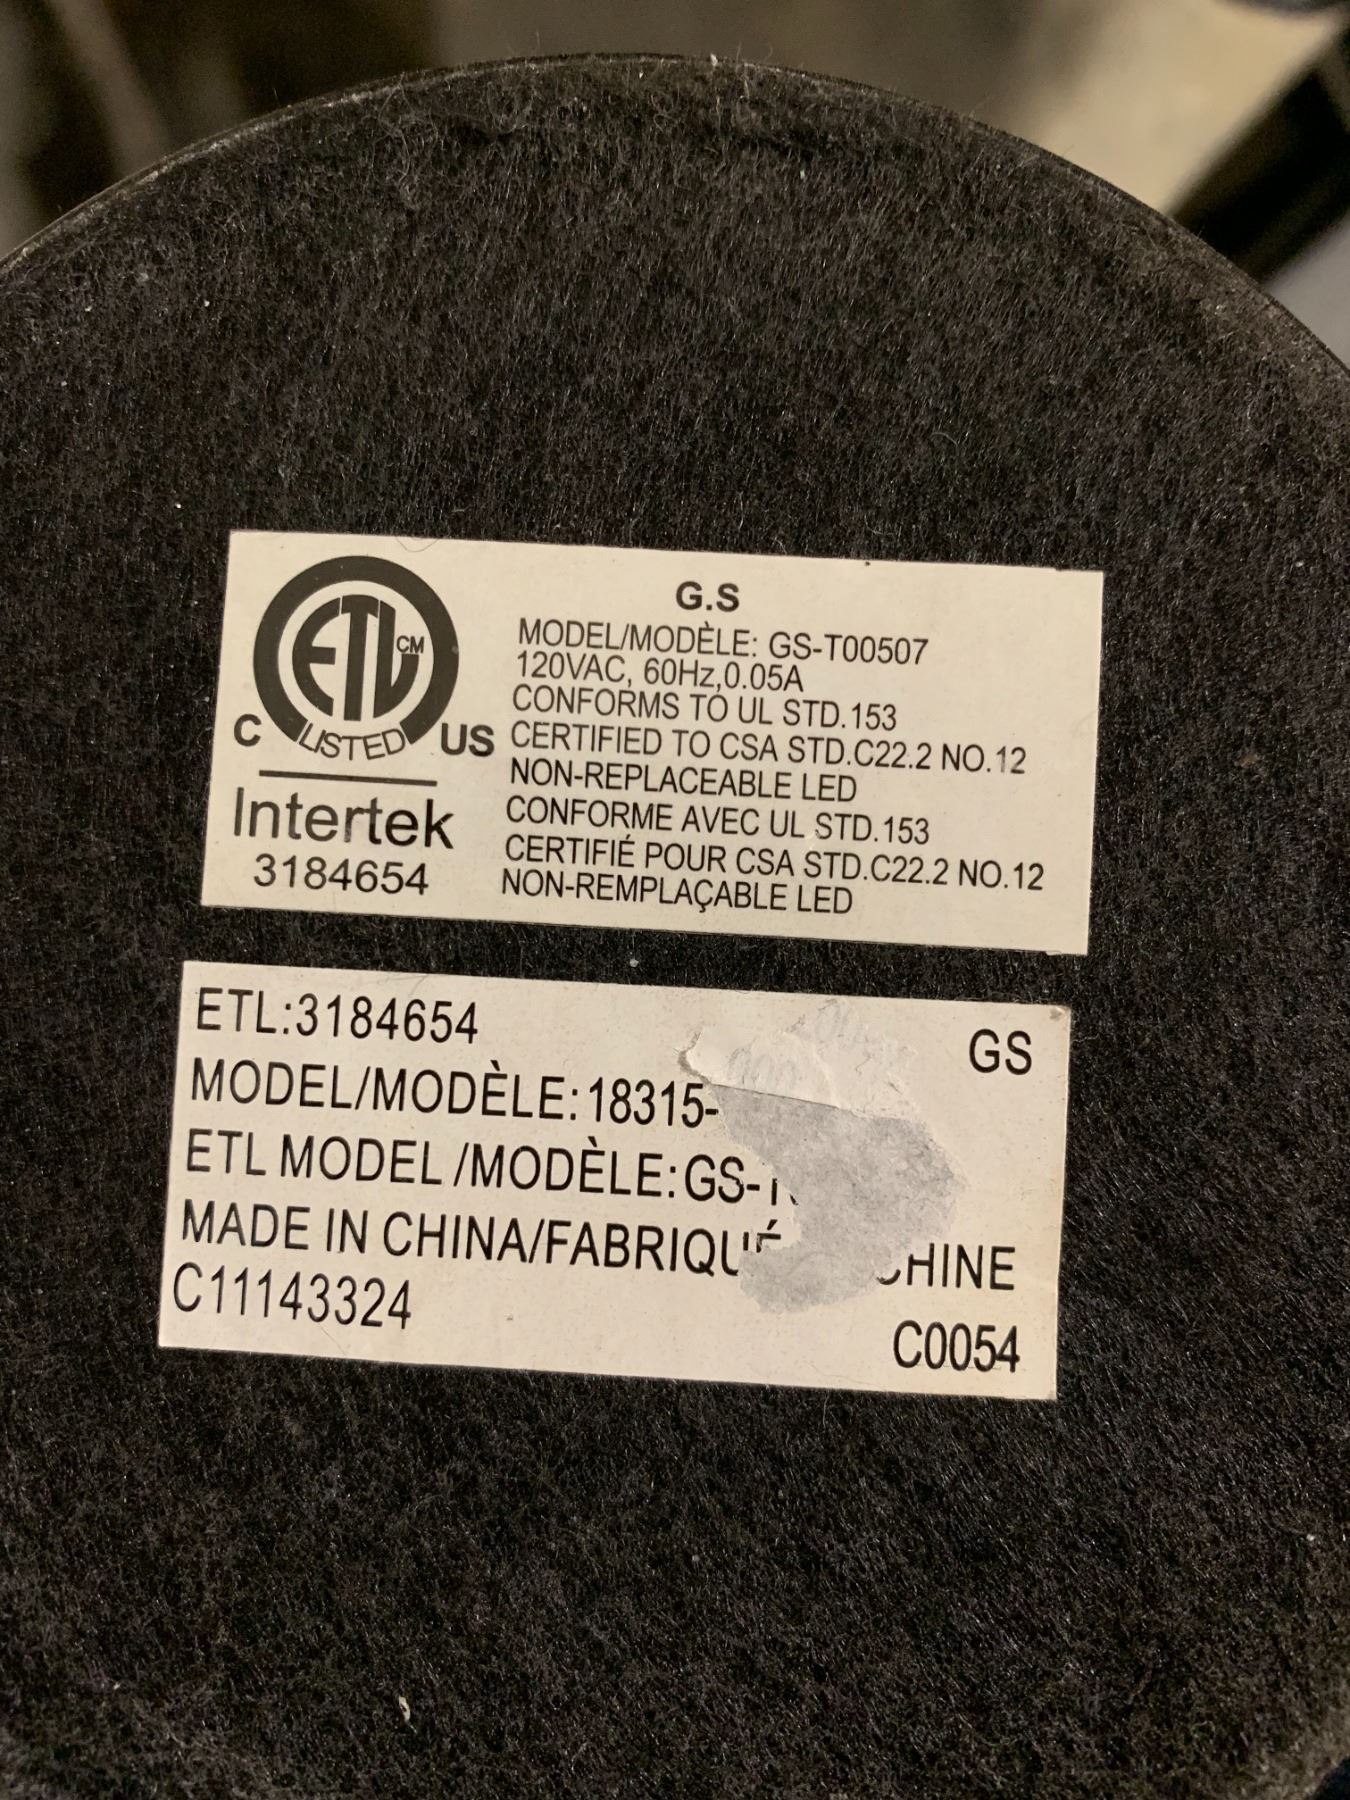 G.S
MODEL/MODÈLE: GS-T00507
120VAC, 60Hz,0.05A
CONFORMS TO UL STD.153
CERTIFIED TO CSA STD.C22.2 NO.12
NON-REPLACEABLE LED
CONFORME AVEC UL STD.153
CERTIFIÉ POUR CSA STD.C22.2 NO.12
NON-REMPLAÇABLE LED
ETL CM
LISTED
C US
Intertek
3184654
ETL:3184654 GS
MODEL/MODÈLE:18315-
ETL MODEL /MODÈLE:GS-
MADE IN CHINA/
C11143324 C0054